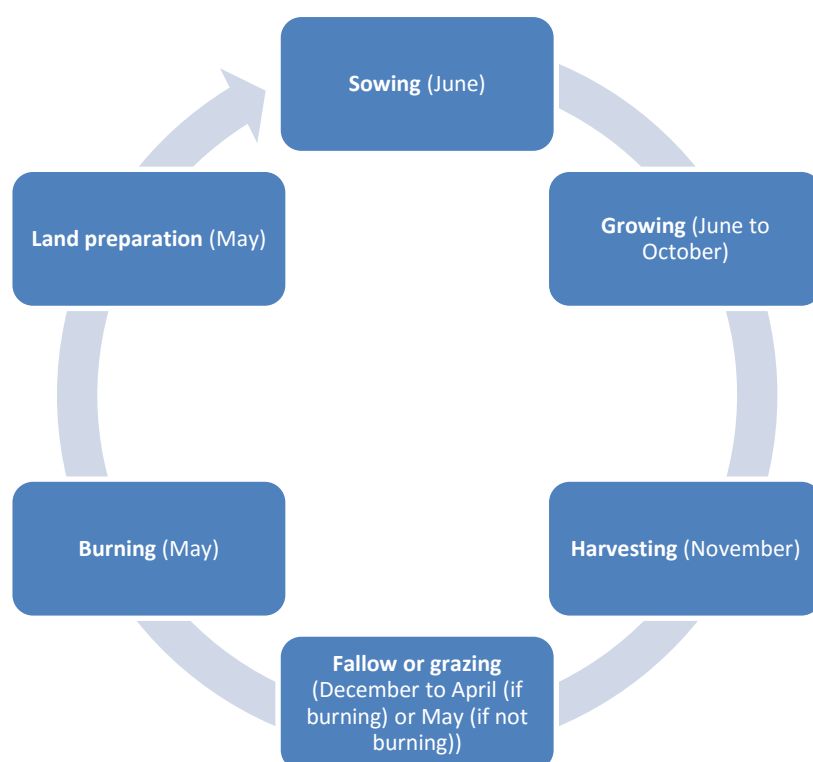 Sowing (June)
Growing (June to
October)
Harvesting (November)
Fallow or grazing
(December to April (if
burning) or May (if not
burning))
Burning (May)
Land preparation (May)